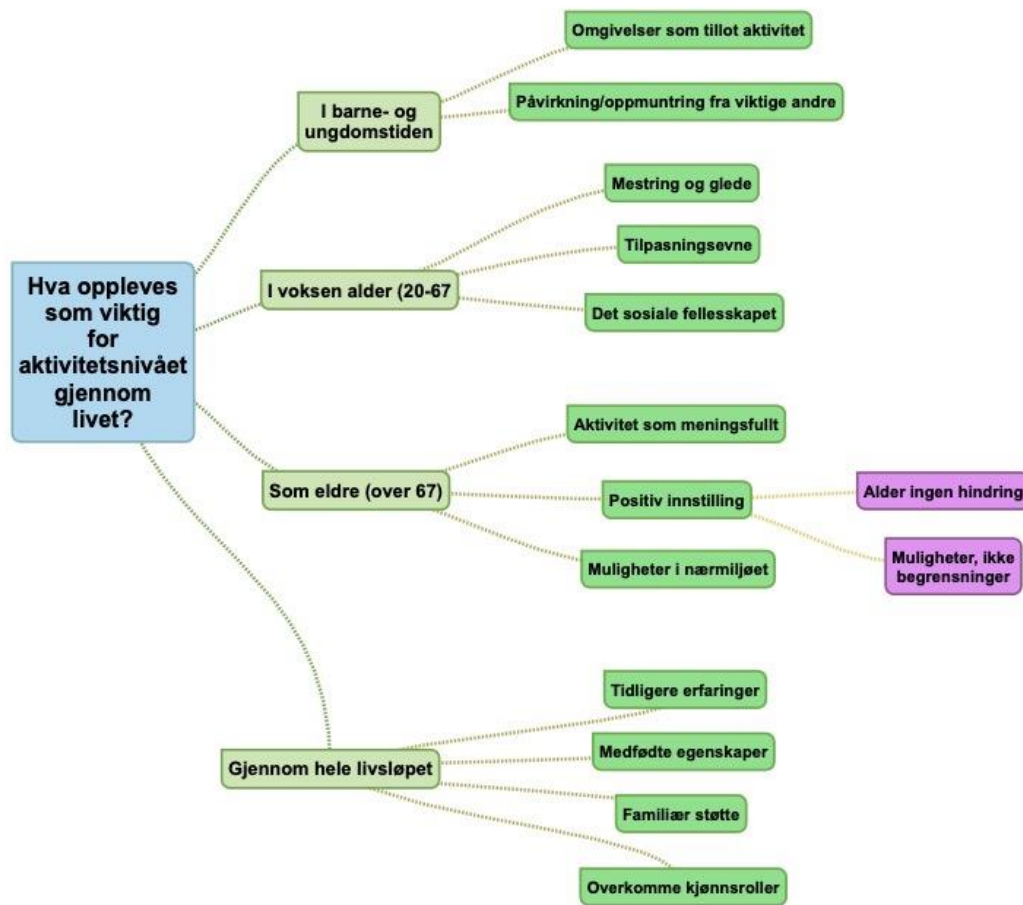 Hva oppleves
som viktig
for
aktivitetsnivået
gjennom
livet?
I barne- og
ungdomstiden
Omgivelser som tillot aktivitet
Påvirkning/oppmuntring fra viktige andre
I voksen alder (20-67
Mestring og glede
Tilpasningsevne
Det sosiale fellesskapet
Som eldre (over 67)
Aktivitet som meningsfullt
Positiv innstilling
Alder ingen hindring
Muligheter, ikke
begrensninger
Muligheter i nærmiljøet
Gjennom hele livsløpet
Tidligere erfaringer
Medfødte egenskaper
Familiær støtte
Overkomme kjønnsroller